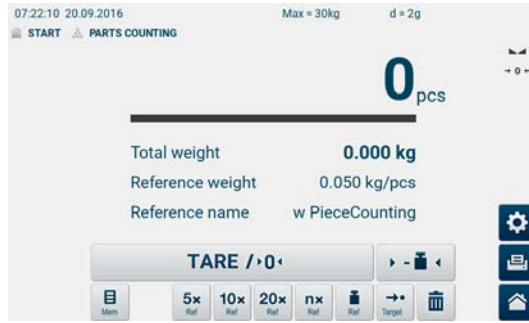 07:22:10 20.09.2016 Max = 30kg d = 2g
START PARTS COUNTING
→ 0 ←
0 pcs
Total weight 0.000 kg
Reference weight 0.050 kg/pcs
Reference name w PieceCounting
TARE /▸0◂ ▸ - ◂
Mem 5x Ref 10x Ref 20x Ref nx Ref Ref Target